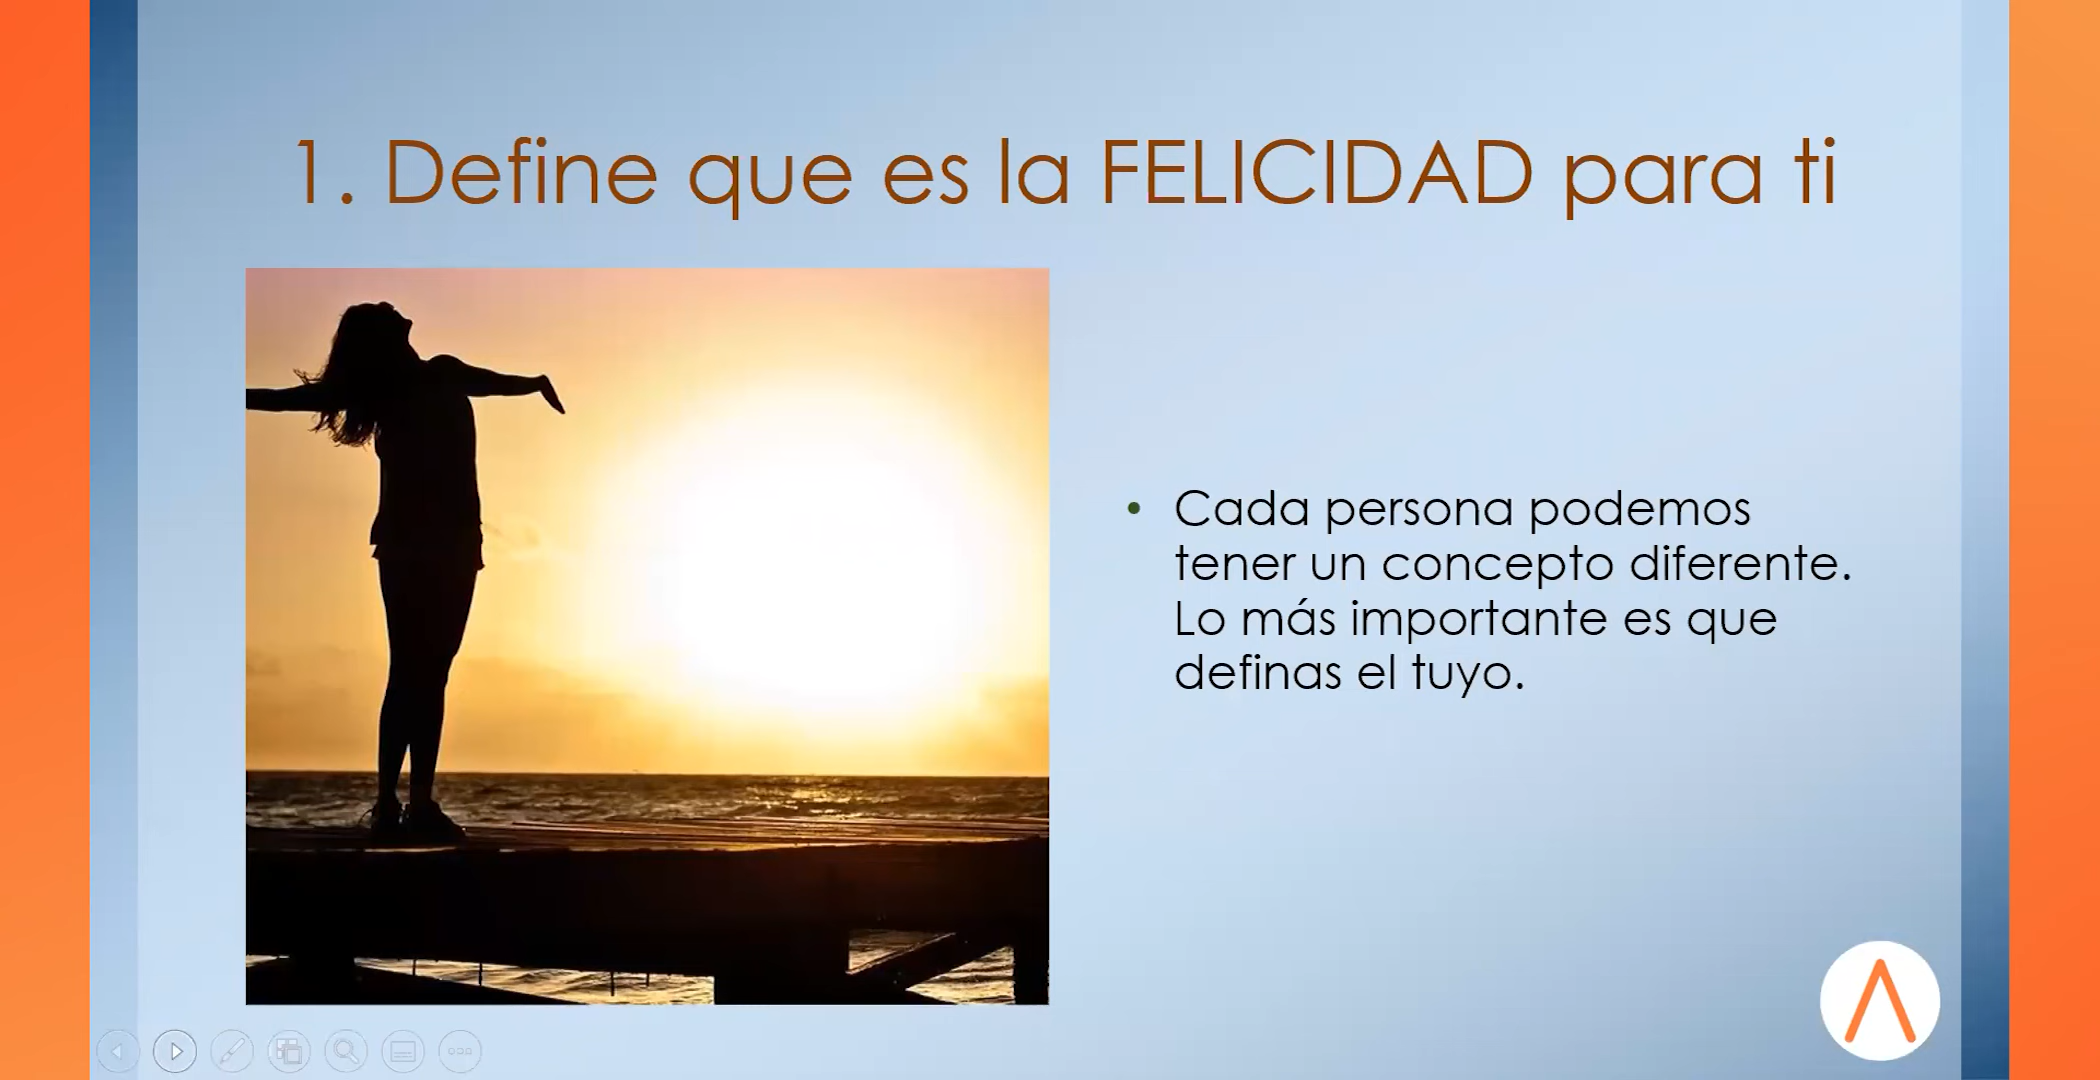 1. Define que es la FELICIDAD para ti
• Cada persona podemos
tener un concepto diferente.
Lo más importante es que
definas el tuyo.